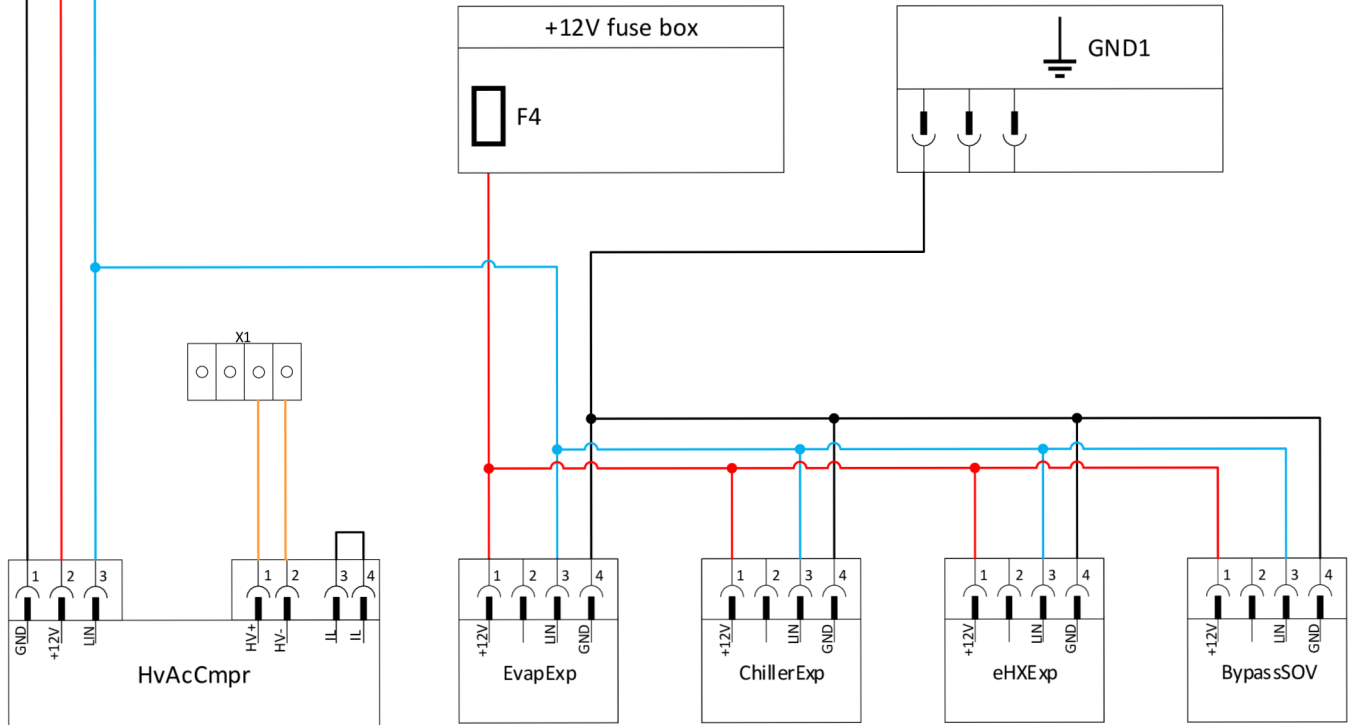 +12V fuse box
F4
GND1
X1
1 2 3
1 2 3 4
1 2 3 4
1 2 3 4
1 2 3 4
1 2 3 4
GND +12V LIN
HV+ HV- IL IL
+12V LIN GND
+12V LIN GND
+12V LIN GND
+12V LIN GND
HvAcCmpr
EvapExp
ChillerExp
eHXExp
BypassSOV